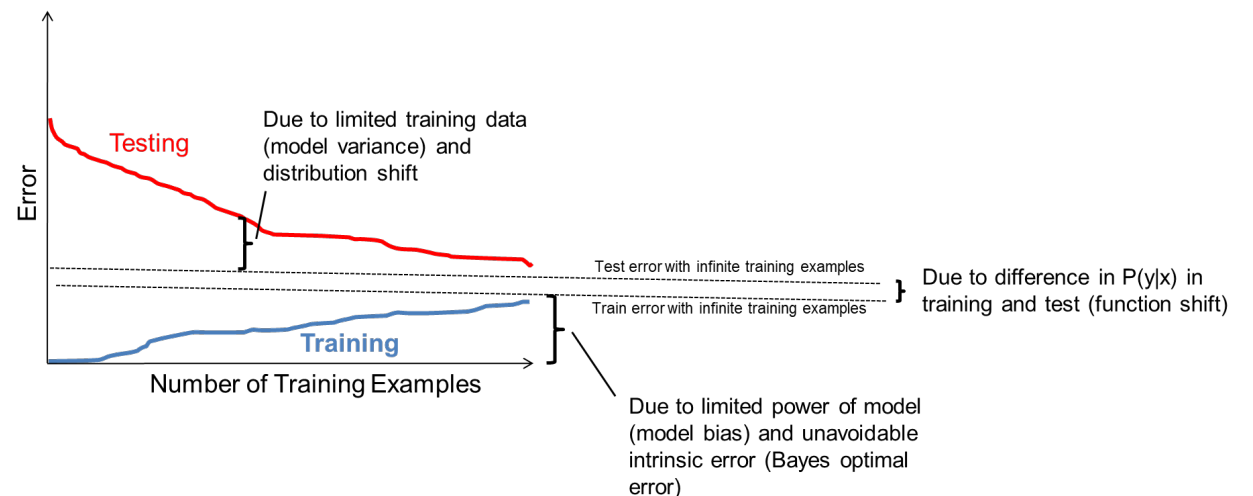 Error
Testing
Due to limited training data
(model variance) and
distribution shift
Test error with infinite training examples
Train error with infinite training examples
Due to difference in P(y|x) in
training and test (function shift)
Training
Number of Training Examples
Due to limited power of model
(model bias) and unavoidable
intrinsic error (Bayes optimal
error)